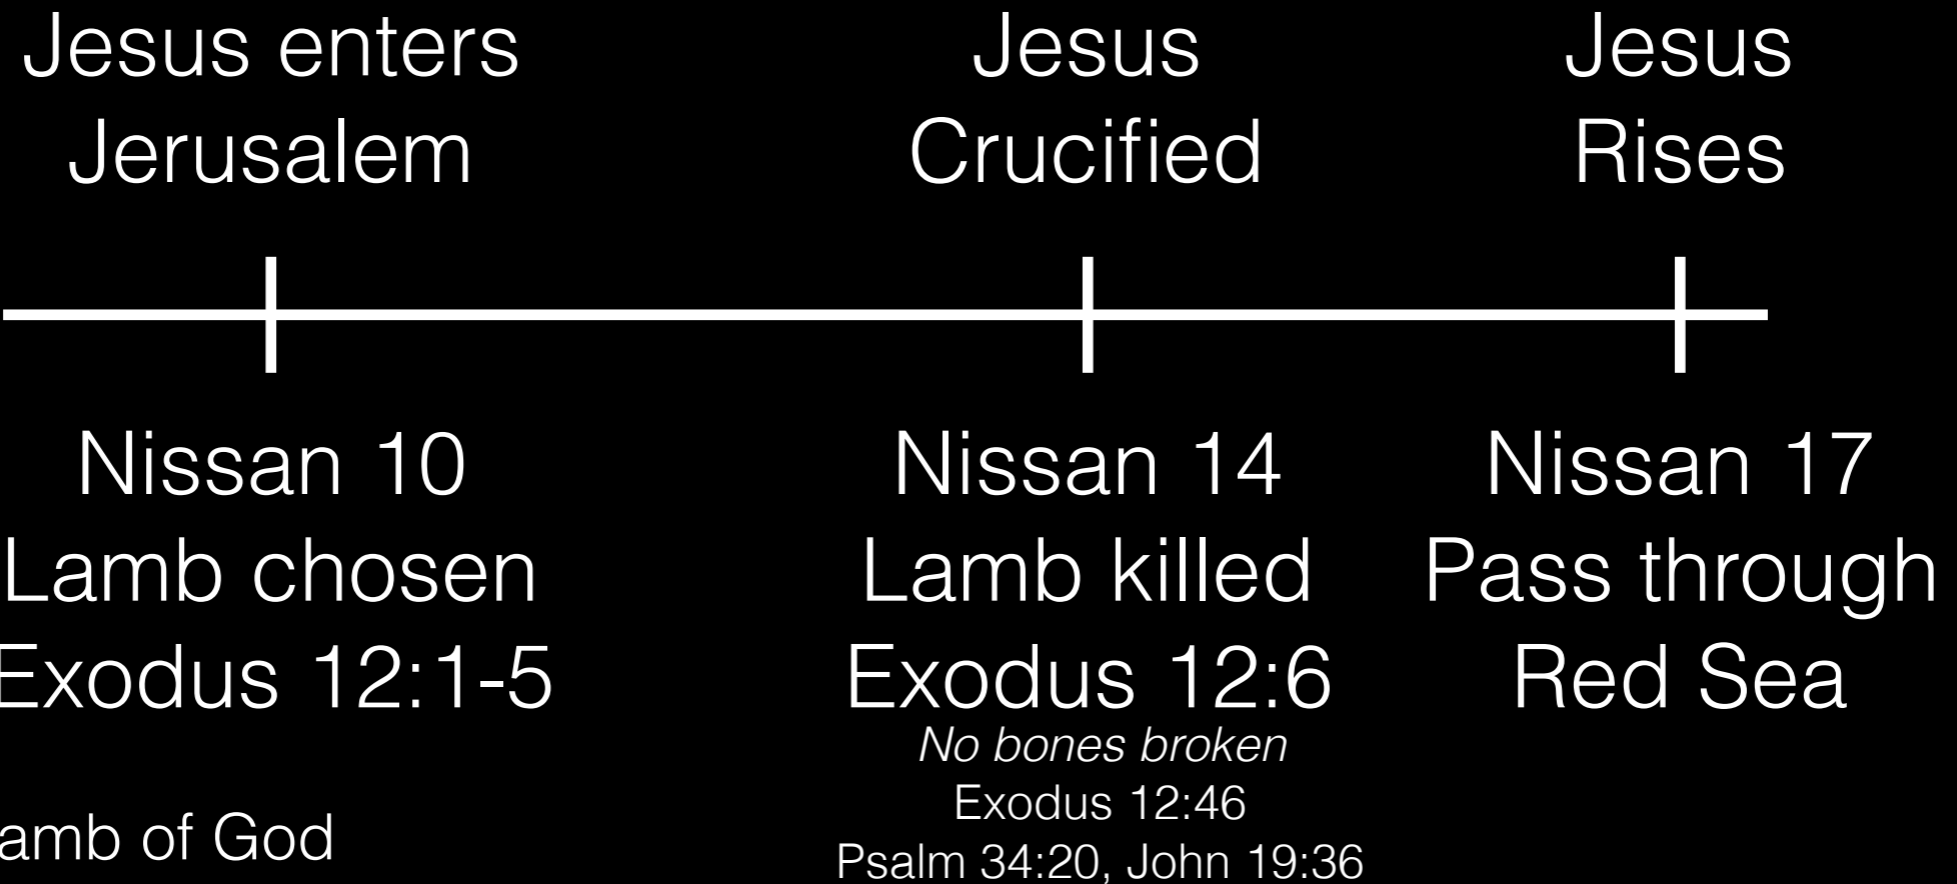 Jesus enters
Jerusalem
Jesus
Crucified
Jesus
Rises
Nissan 10
Lamb chosen
Exodus 12:1-5
amb of God
Nissan 14
Lamb killed
Exodus 12:6
No bones broken
Exodus 12:46
Psalm 34:20, John 19:36
Nissan 17
Pass through
Red Sea